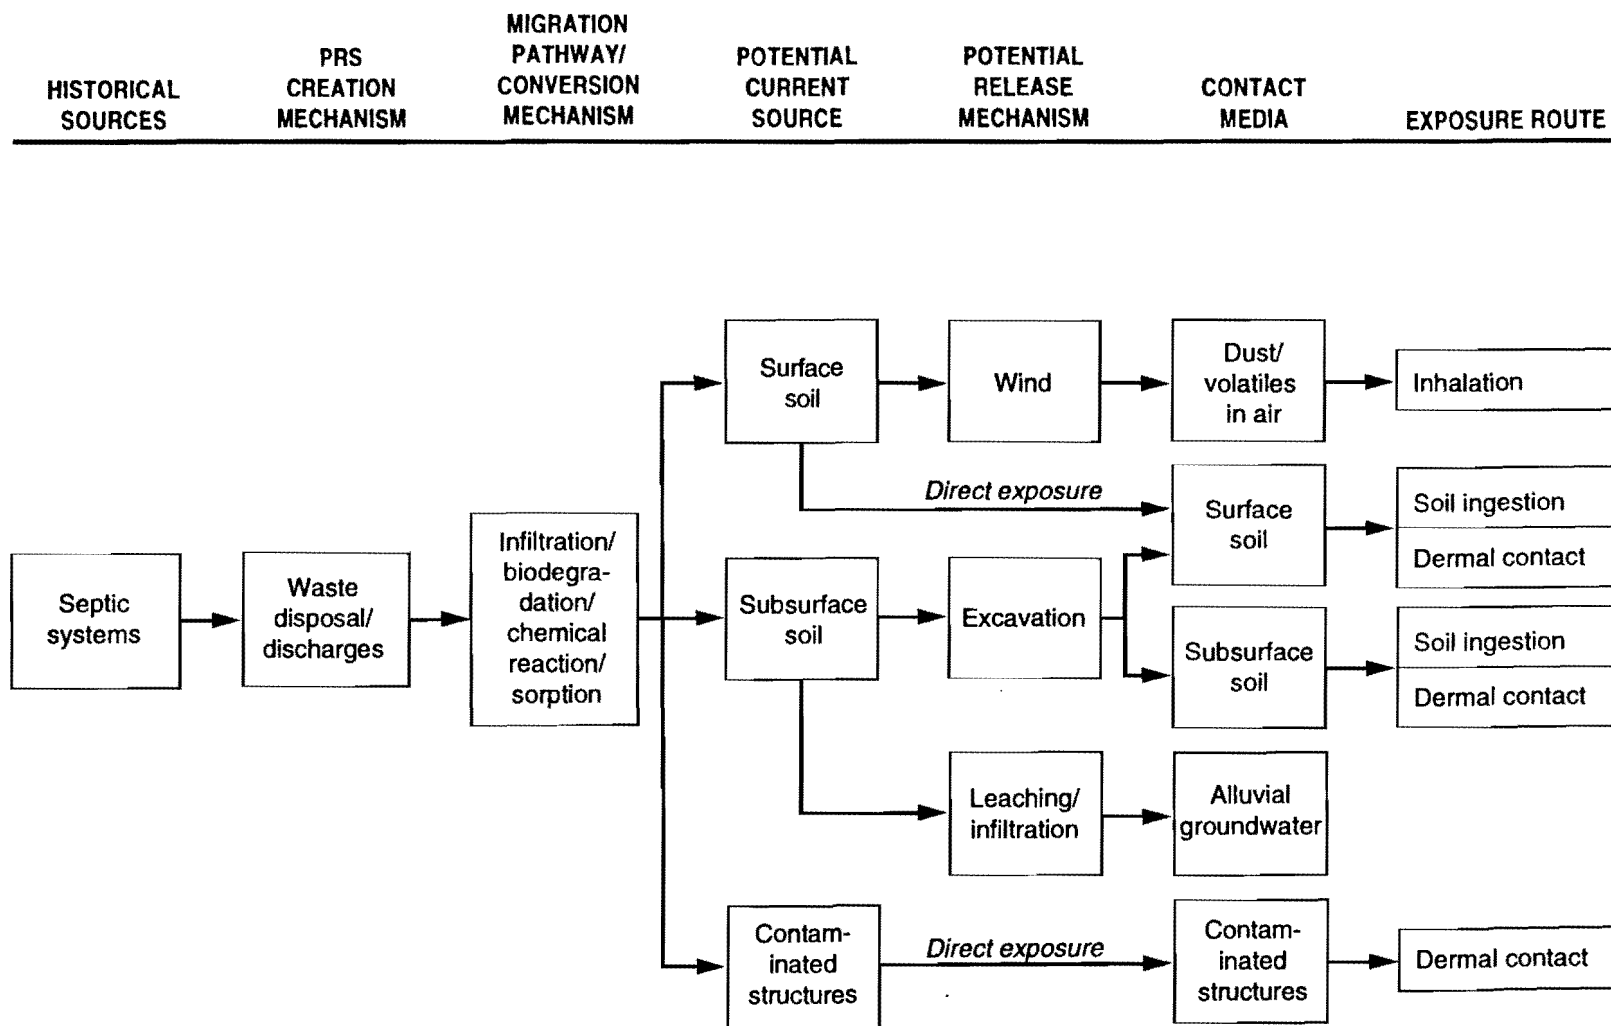 HISTORICAL
SOURCES
PRS
CREATION
MECHANISM
MIGRATION
PATHWAY/
CONVERSION
MECHANISM
POTENTIAL
CURRENT
SOURCE
POTENTIAL
RELEASE
MECHANISM
CONTACT
MEDIA
EXPOSURE ROUTE
Surface
soil
Wind
Dust/
volatiles
in air
Inhalation
Direct exposure
Surface
soil
Soil ingestion
Dermal contact
Septic
systems
Waste
disposal/
discharges
Infiltration/
biodegra-
dation/
chemical
reaction/
sorption
Subsurface
soil
Excavation
Subsurface
soil
Soil ingestion
Dermal contact
Leaching/
infiltration
Alluvial
groundwater
Contam-
inated
structures
Direct exposure
Contam-
inated
structures
Dermal contact